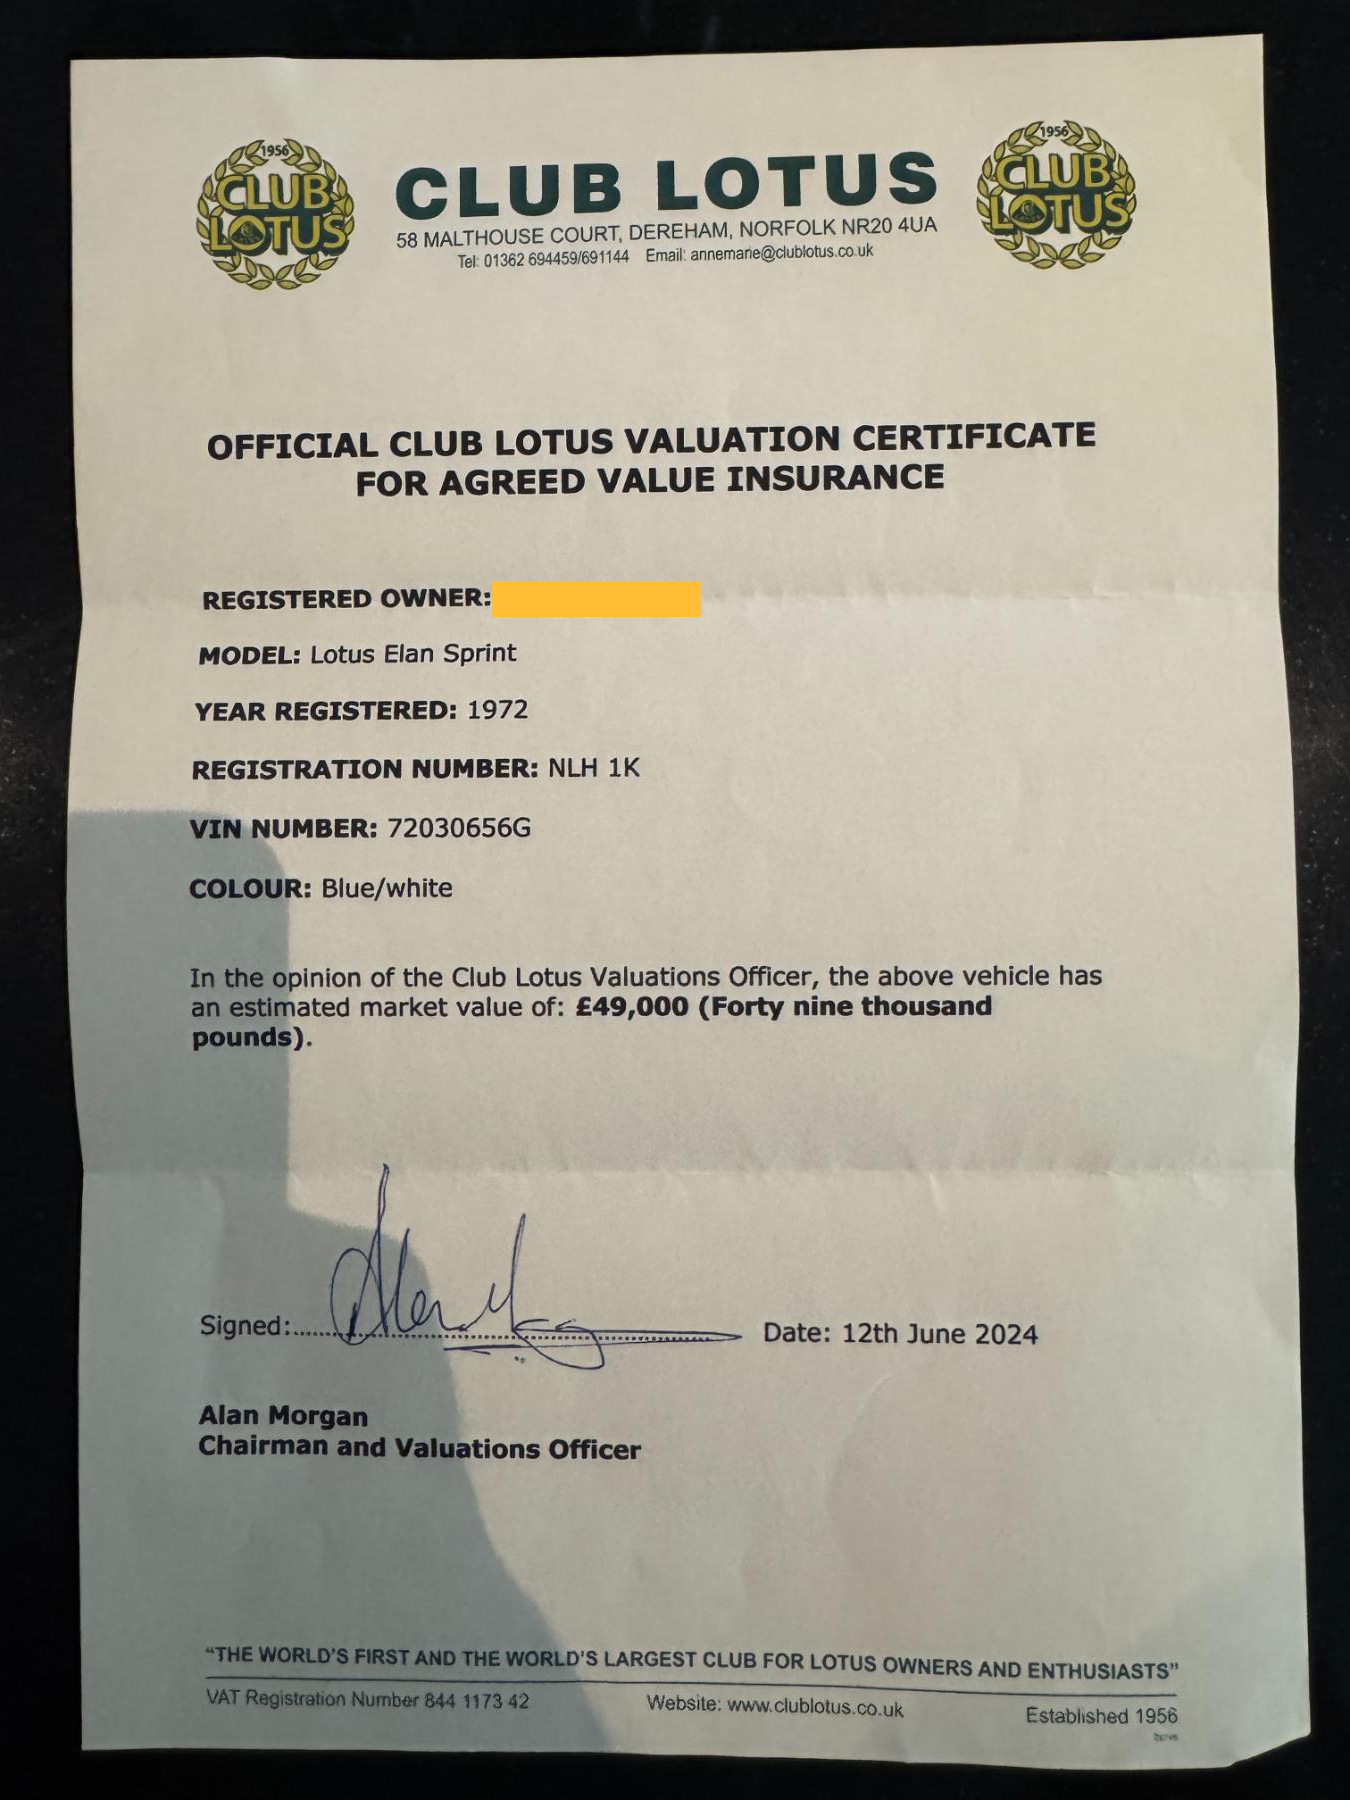 1956
CLUB
LOTUS
CLUB LOTUS
58 MALTHOUSE COURT, DEREHAM, NORFOLK NR20 4UA
Tel: 01362 694459/691144 Email: annemarie@clublotus.co.uk
1956
CLUB
LOTUS
OFFICIAL CLUB LOTUS VALUATION CERTIFICATE
FOR AGREED VALUE INSURANCE
REGISTERED OWNER:
MODEL: Lotus Elan Sprint
YEAR REGISTERED: 1972
REGISTRATION NUMBER: NLH 1K
VIN NUMBER: 72030656G
COLOUR: Blue/white
In the opinion of the Club Lotus Valuations Officer, the above vehicle has
an estimated market value of: £49,000 (Forty nine thousand
pounds).
Signed:........ Date: 12th June 2024
Alan Morgan
Chairman and Valuations Officer
"THE WORLD'S FIRST AND THE WORLD'S LARGEST CLUB FOR LOTUS OWNERS AND ENTHUSIASTS"
VAT Registration Number 844 1173 42 Website: www.clublotus.co.uk Established 1956